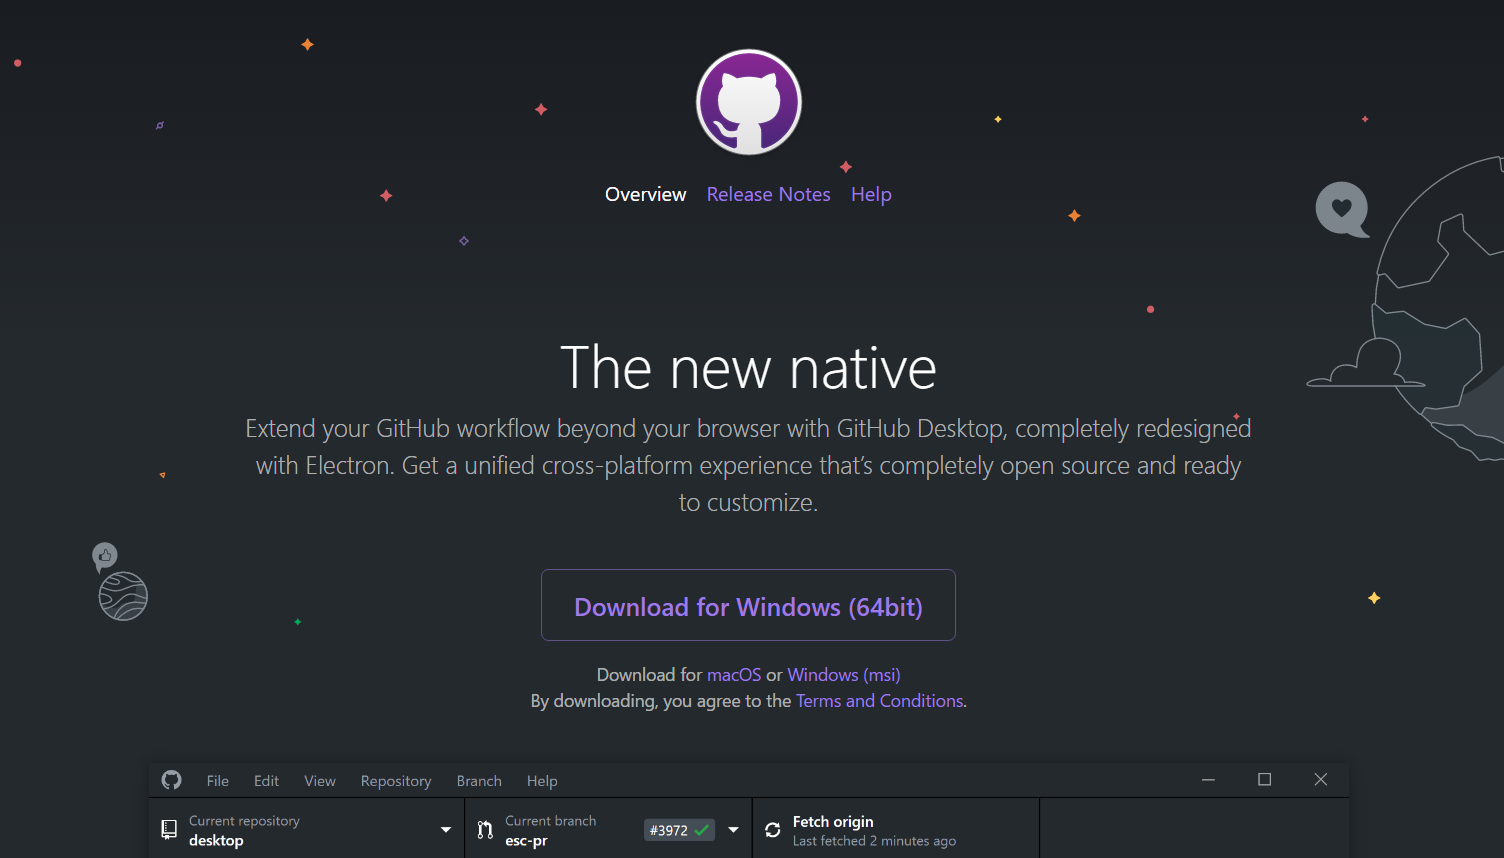 Overview Release Notes Help
The new native
Extend your GitHub workflow beyond your browser with GitHub Desktop, completely redesigned
with Electron. Get a unified cross-platform experience that’s completely open source and ready
to customize.
Download for Windows (64bit)
Download for macOS or Windows (msi)
By downloading, you agree to the Terms and Conditions.
File Edit View Repository Branch Help
Current repository
desktop
Current branch
esc-pr
#3972
Fetch origin
Last fetched 2 minutes ago